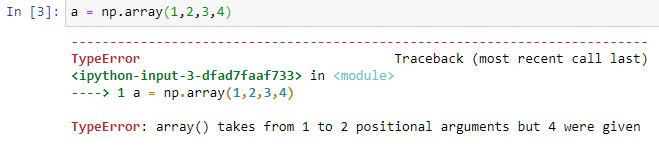 In [3]: a = np.array(1,2,3,4)
---------------------------------------------------------------------------
TypeError                                 Traceback (most recent call last)
<ipython-input-3-dfad7faaf733> in <module>
----> 1 a = np.array(1,2,3,4)
TypeError: array() takes from 1 to 2 positional arguments but 4 were given